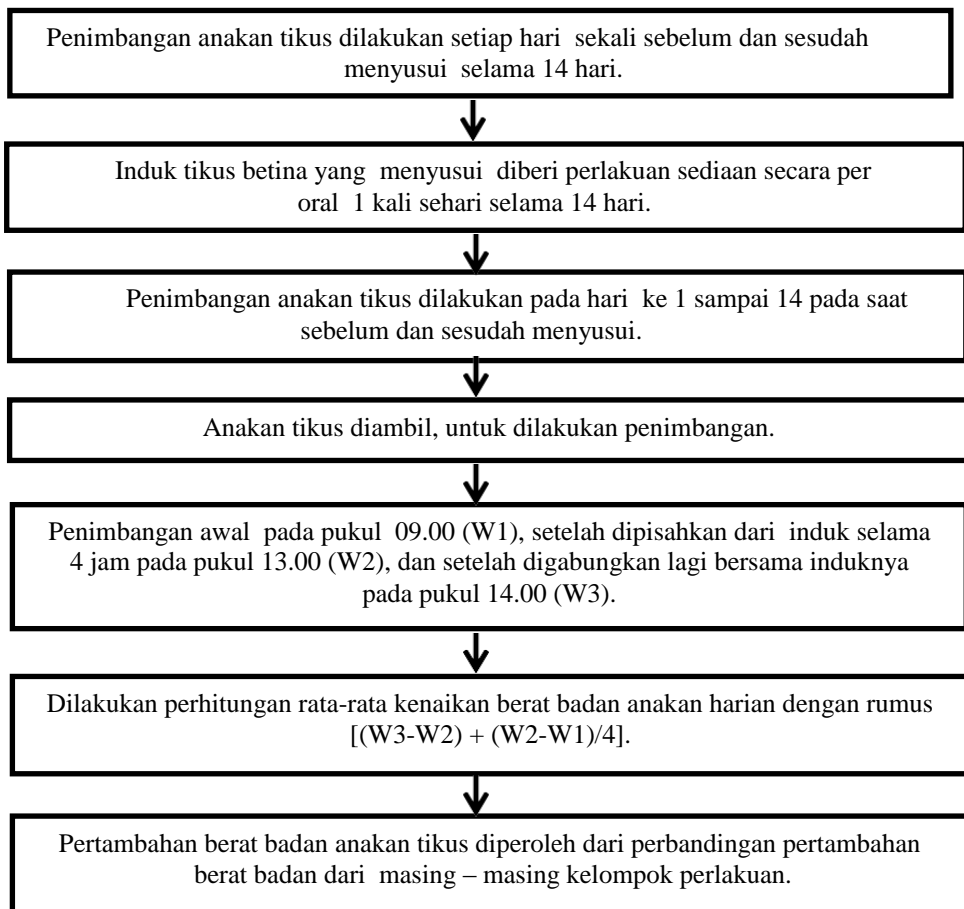 Penimbangan anakan tikus dilakukan setiap hari sekali sebelum dan sesudah
menyusui selama 14 hari.
Induk tikus betina yang menyusui diberi perlakuan sediaan secara per
oral 1 kali sehari selama 14 hari.
Penimbangan anakan tikus dilakukan pada hari ke 1 sampai 14 pada saat
sebelum dan sesudah menyusui.
Anakan tikus diambil, untuk dilakukan penimbangan.
Penimbangan awal pada pukul 09.00 (W1), setelah dipisahkan dari induk selama
4 jam pada pukul 13.00 (W2), dan setelah digabungkan lagi bersama induknya
pada pukul 14.00 (W3).
Dilakukan perhitungan rata-rata kenaikan berat badan anakan harian dengan rumus
[(W3-W2) + (W2-W1)/4].
Pertambahan berat badan anakan tikus diperoleh dari perbandingan pertambahan
berat badan dari masing – masing kelompok perlakuan.